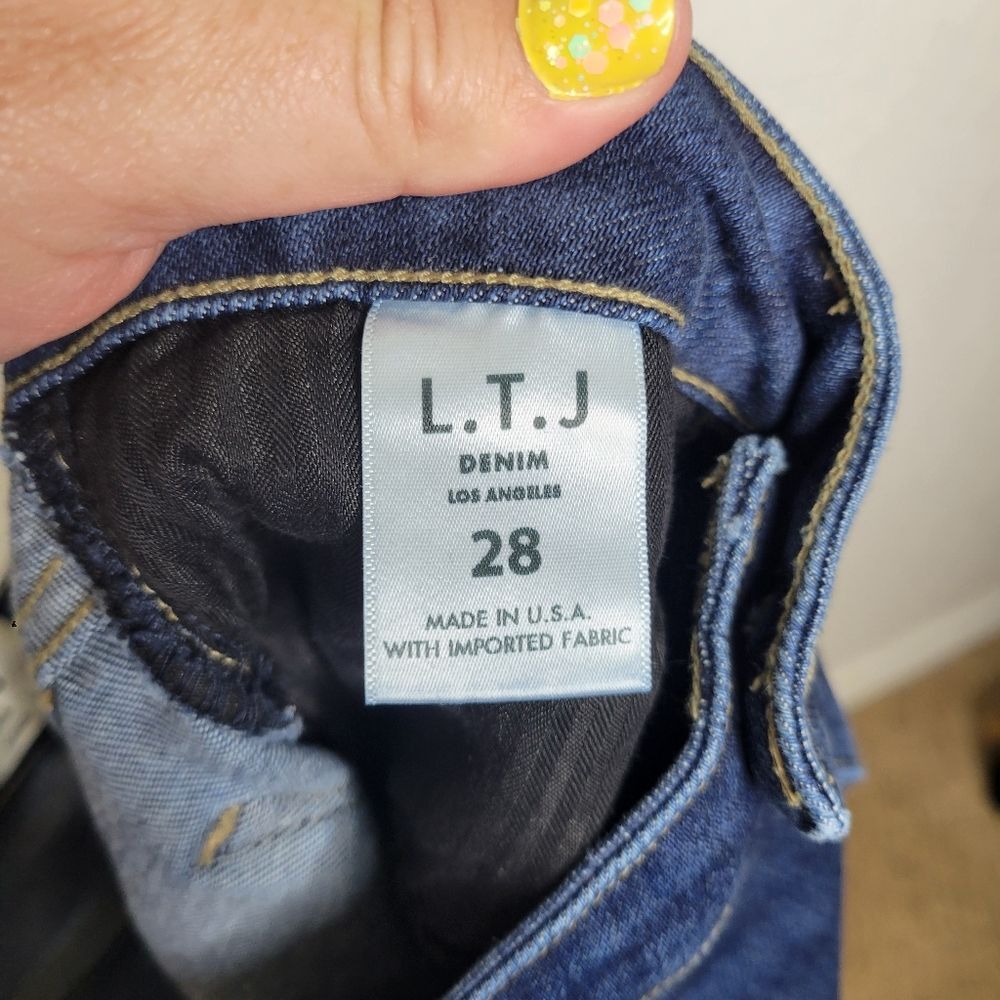 L.T.J
DENIM
LOS ANGELES
28
MADE IN U.S.A.
WITH IMPORTED FABRIC